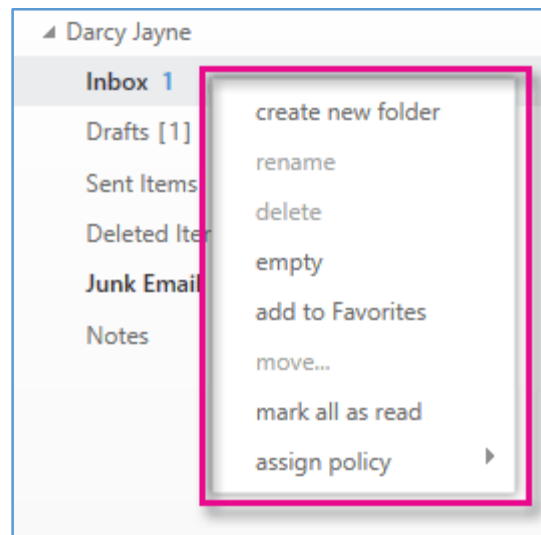 Darcy Jayne
Inbox 1
Drafts [1]
Sent Items
Deleted
Junk Email
Notes
create new folder
rename
delete
empty
add to Favorites
move...
mark all as read
assign policy